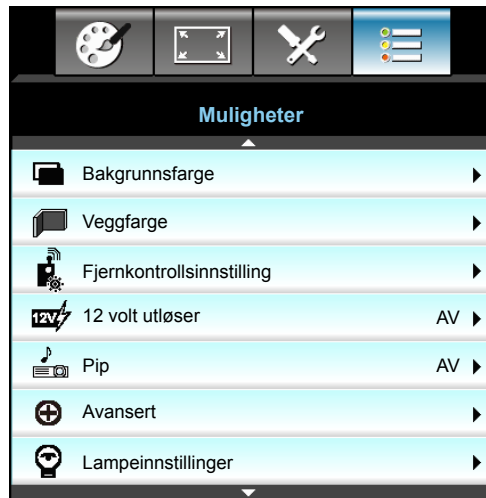 Muligheter
Bakgrunnsfarge
Veggfarge
Fjernkontrollsinnstilling
12V 12 volt utløser AV
Pip AV
Avansert
Lampeinnstillinger